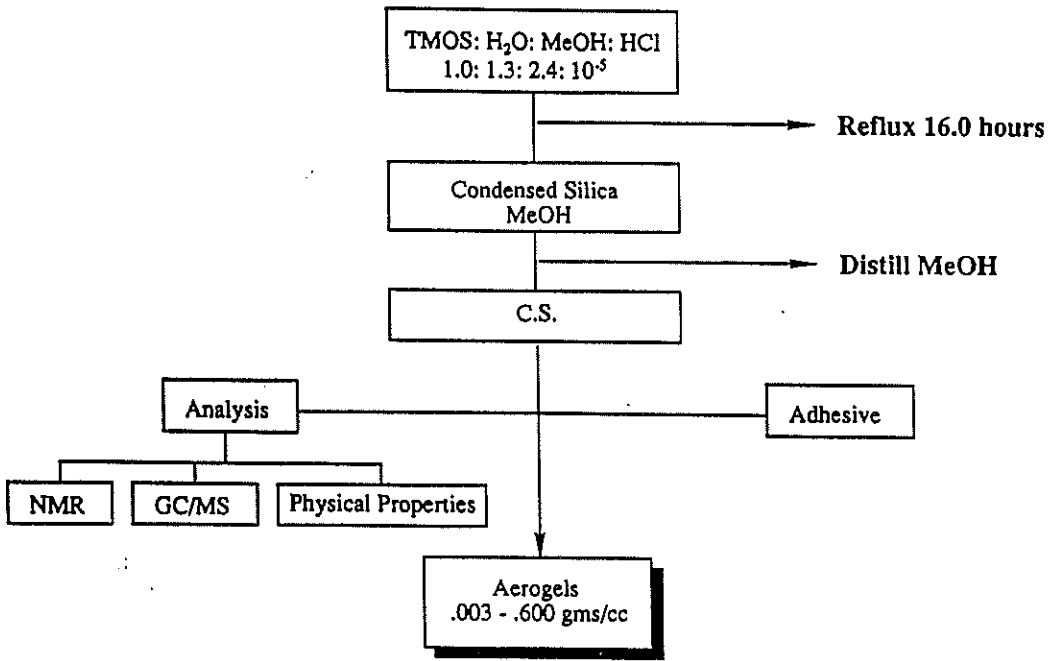 TMOS: H₂O: MeOH: HCl
1.0: 1.3: 2.4: 10⁻⁵
Reflux 16.0 hours
Condensed Silica
MeOH
Distill MeOH
C.S.
Analysis
Adhesive
NMR
GC/MS
Physical Properties
Aerogels
.003 - .600 gms/cc